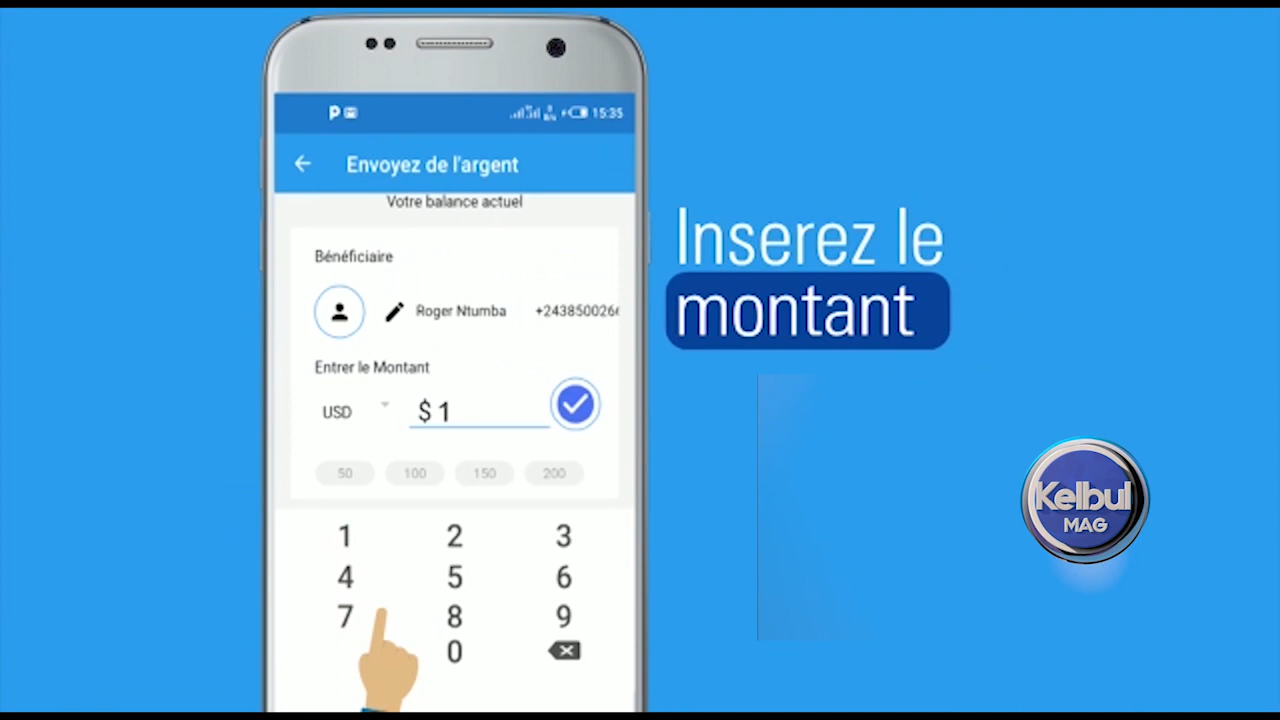 15:35
Envoyez de l'argent
Votre balance actuel
Bénéficiaire
Roger Ntumba +2438500266
Entrer le Montant
USD $ 1
50 100 150 200
1 2 3
4 5 6
7 8 9
0
Inserez le
montant
Kelbul
MAG